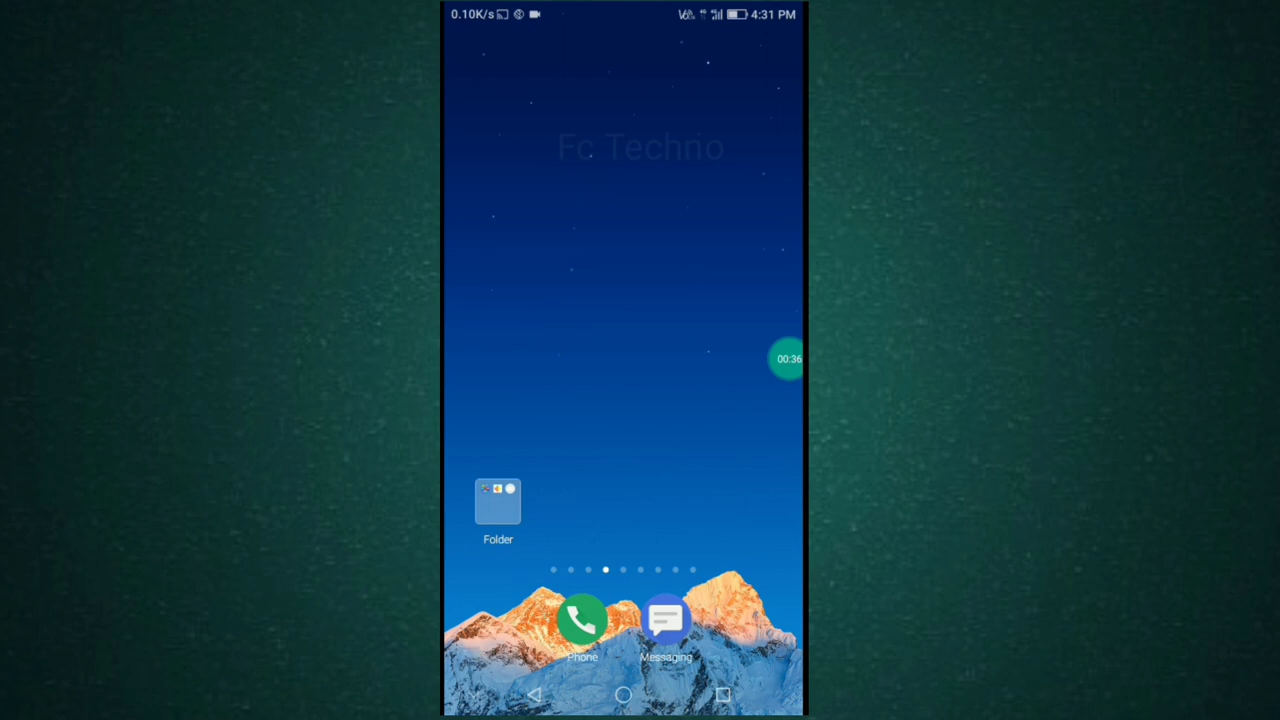 0.10K/s 4:31 PM
Fc Techno
00:36
Folder
Phone
Messaging